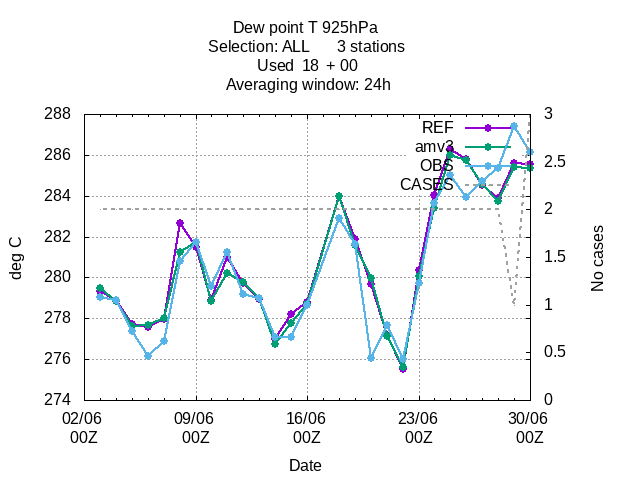 Dew point T 925hPa
Selection: ALL      3 stations
Used  18  + 00
Averaging window: 24h
288
286
284
282
280
278
276
274
3
2.5
2
1.5
1
0.5
0
REF
amv3
OBS
CASES
deg C
No cases
02/06
00Z
09/06
00Z
16/06
00Z
23/06
00Z
30/06
00Z
Date